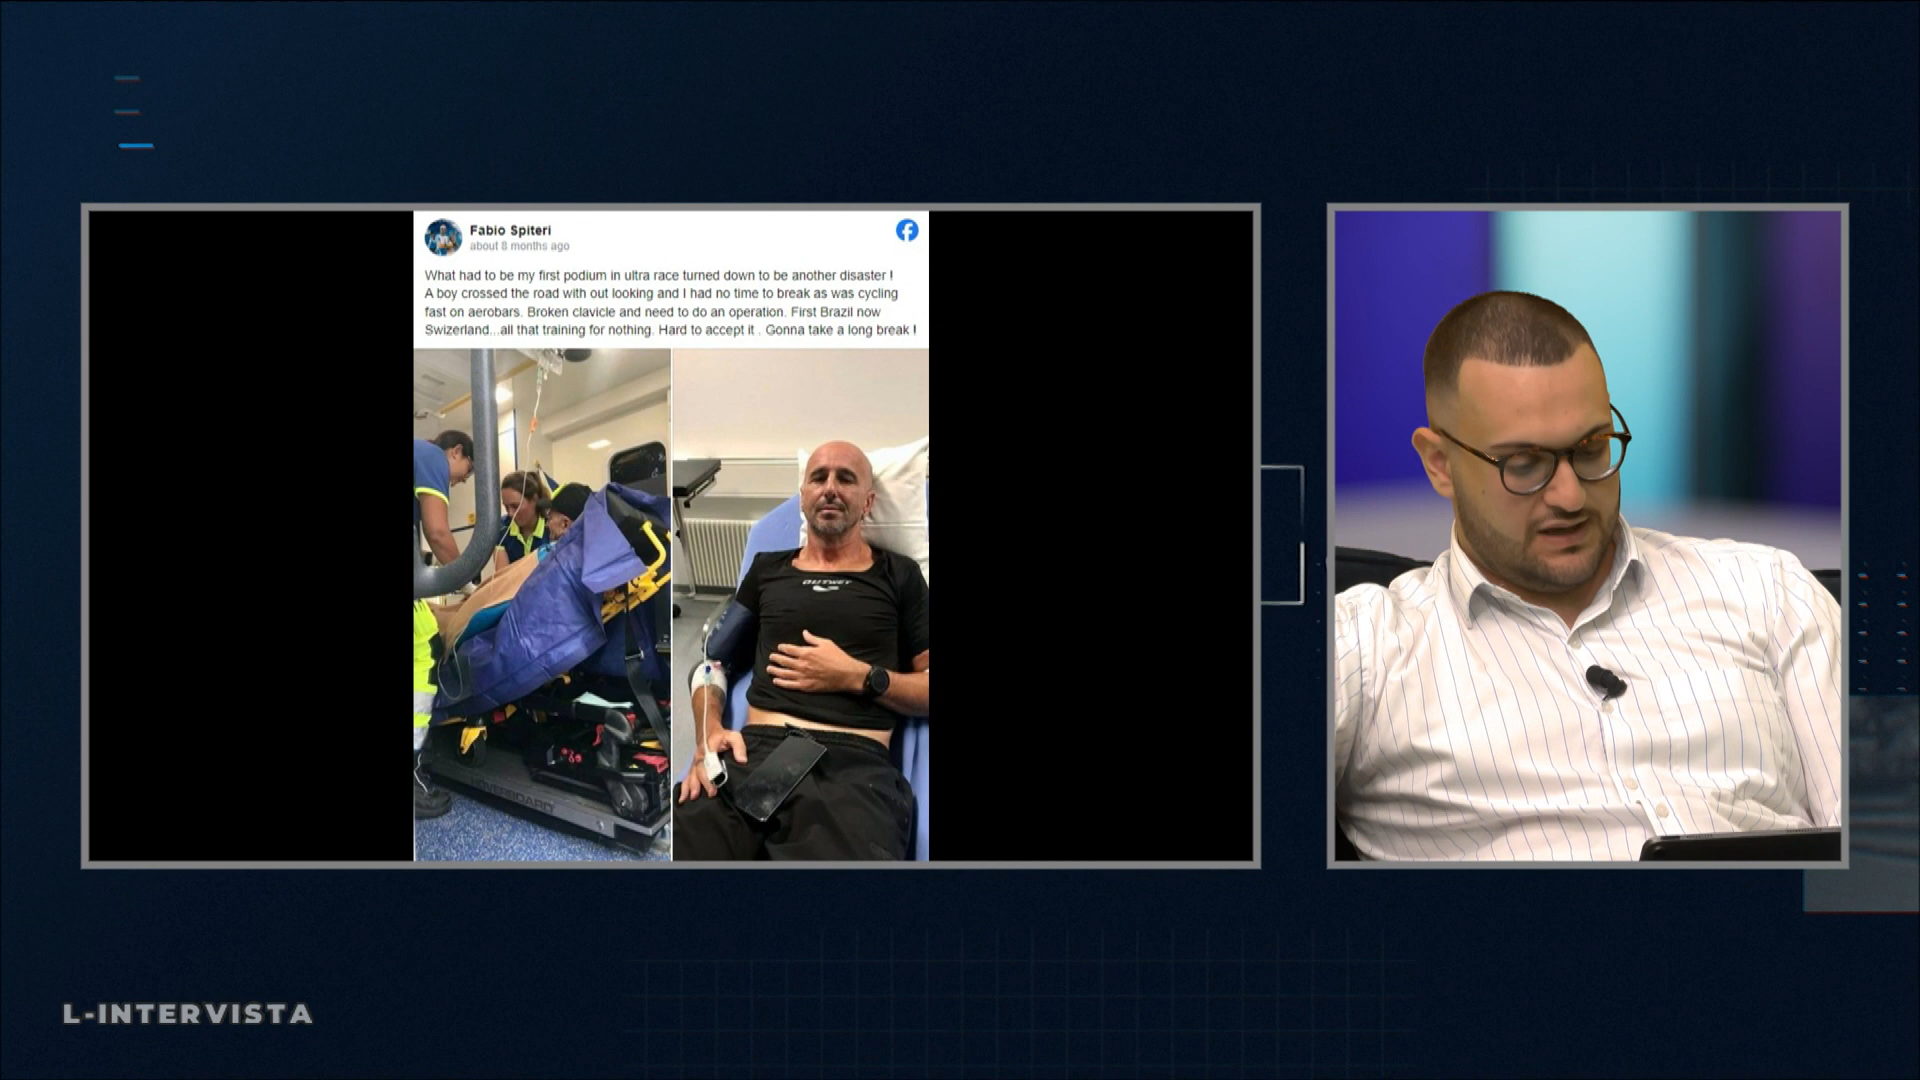 Fabio Spiteri
about 8 months ago
What had to be my first podium in ultra race turned down to be another disaster !
A boy crossed the road with out looking and I had no time to break as was cycling
fast on aerobars. Broken clavicle and need to do an operation. First Brazil now
Swizerland...all that training for nothing. Hard to accept it . Gonna take a long break !
OUTWET
L-INTERVISTA